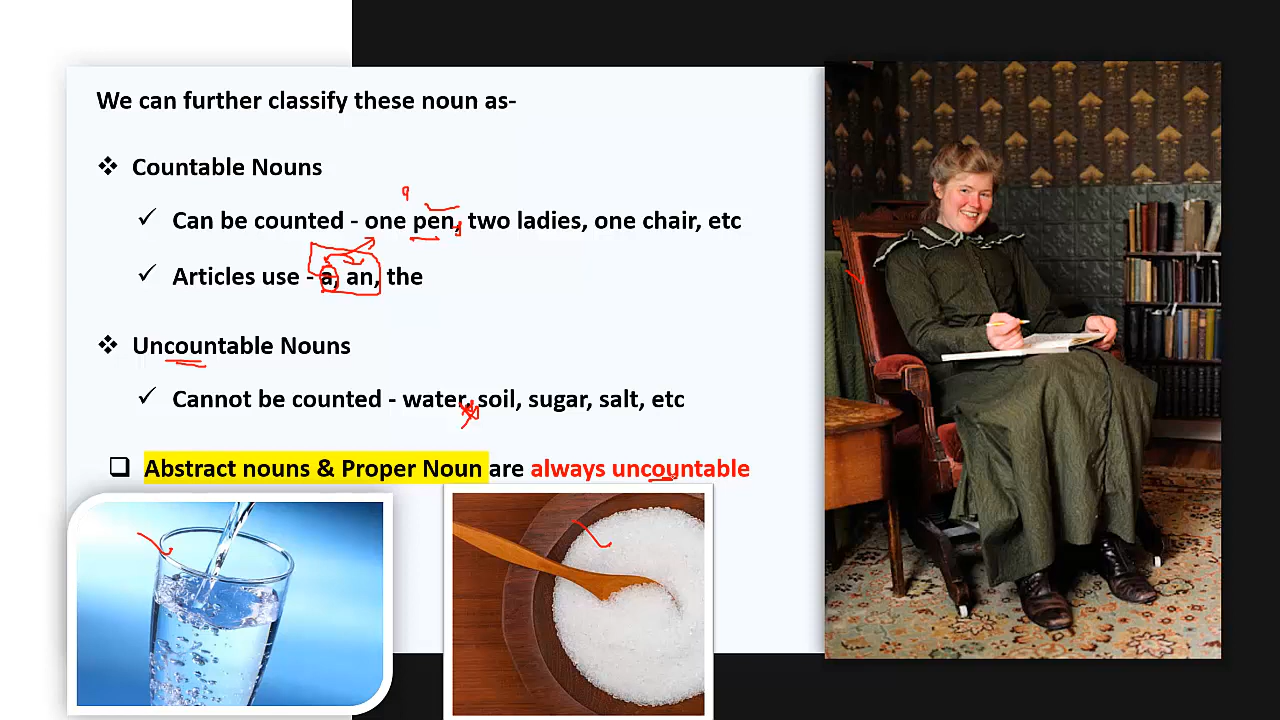 We can further classify these noun as-
Countable Nouns
Can be counted - one pen, two ladies, one chair, etc
Articles use - a, an, the
Uncountable Nouns
Cannot be counted - water, soil, sugar, salt, etc
Abstract nouns & Proper Noun are always uncountable